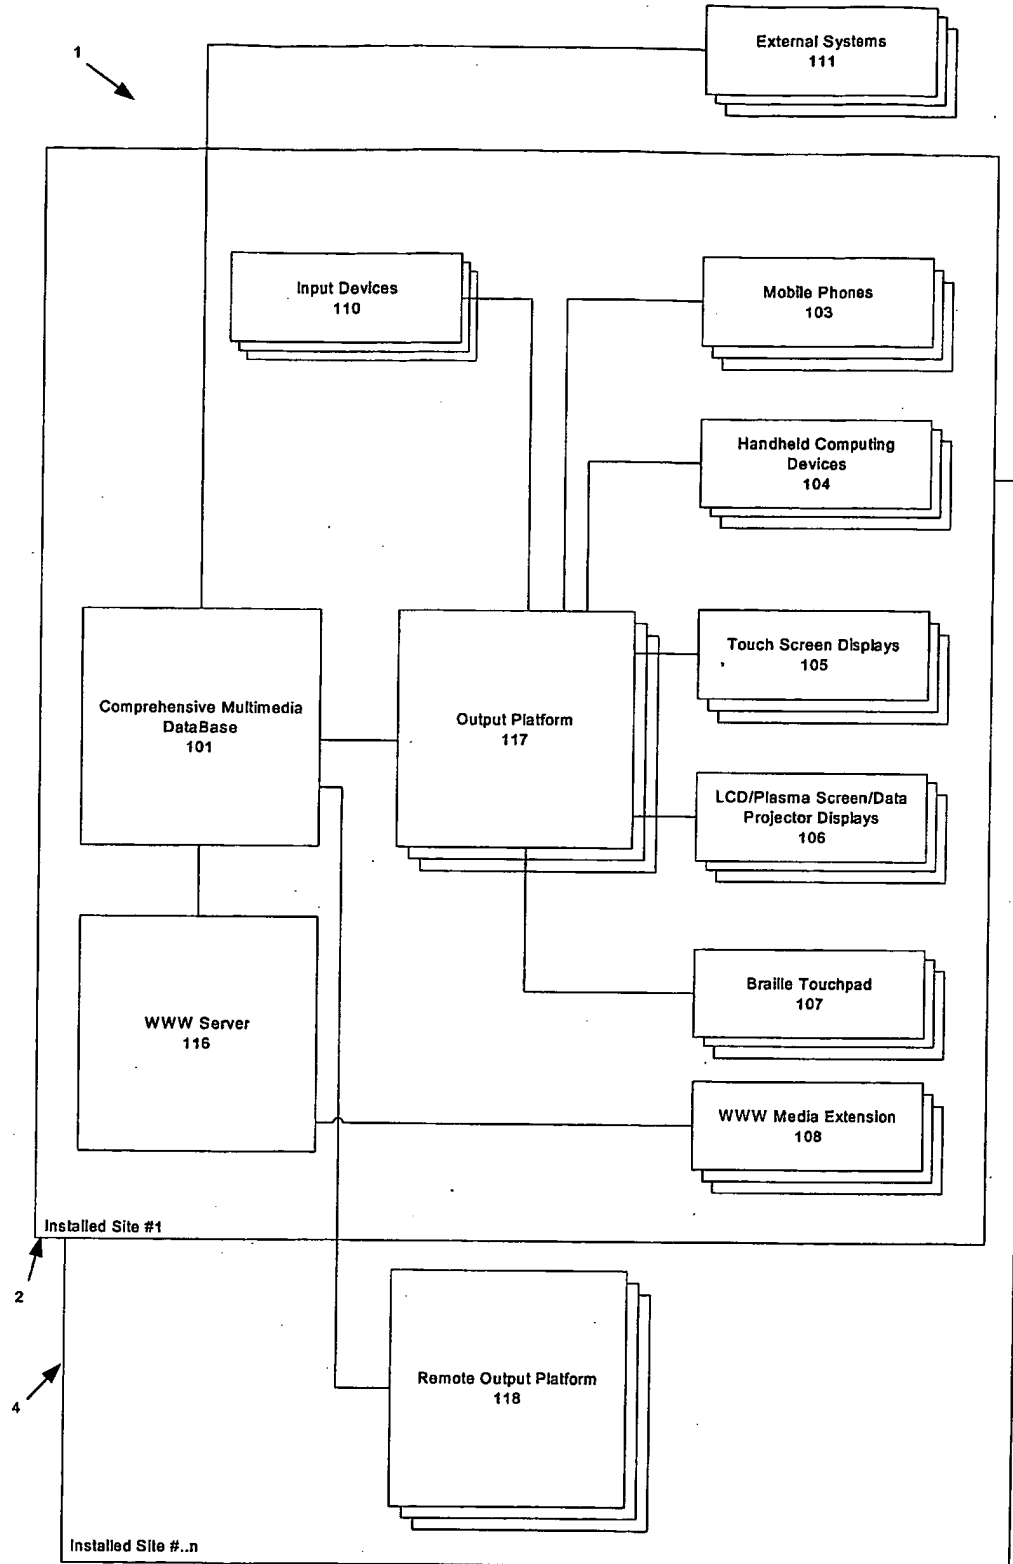 1
External Systems
111
Input Devices
110
Mobile Phones
103
Handheld Computing
Devices
104
Touch Screen Displays
105
Comprehensive Multimedia
DataBase
101
Output Platform
117
LCD/Plasma Screen/Data
Projector Displays
106
WWW Server
116
Braille Touchpad
107
WWW Media Extension
108
Installed Site #1
2
Remote Output Platform
118
4
Installed Site #..n